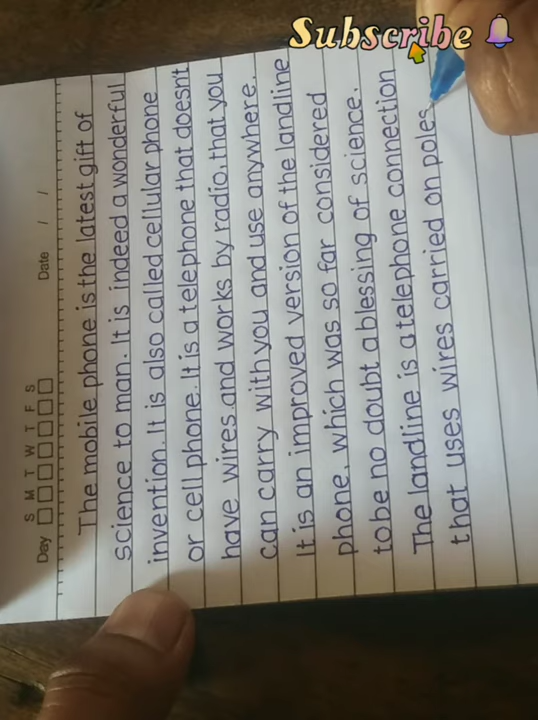 Subscribe
Day S M T W T F S Date / /
The mobile phone is the latest gift of
science to man. It is indeed a wonderful
invention. It is also called cellular phone
or cell phone. It is a telephone that doesnt
have wires and works by radio. that you
can carry with you and use anywhere.
It is an improved version of the landline
phone, which was so far considered
to be no doubt a blessing of science.
The landline is a telephone connection
that uses wires carried on poles